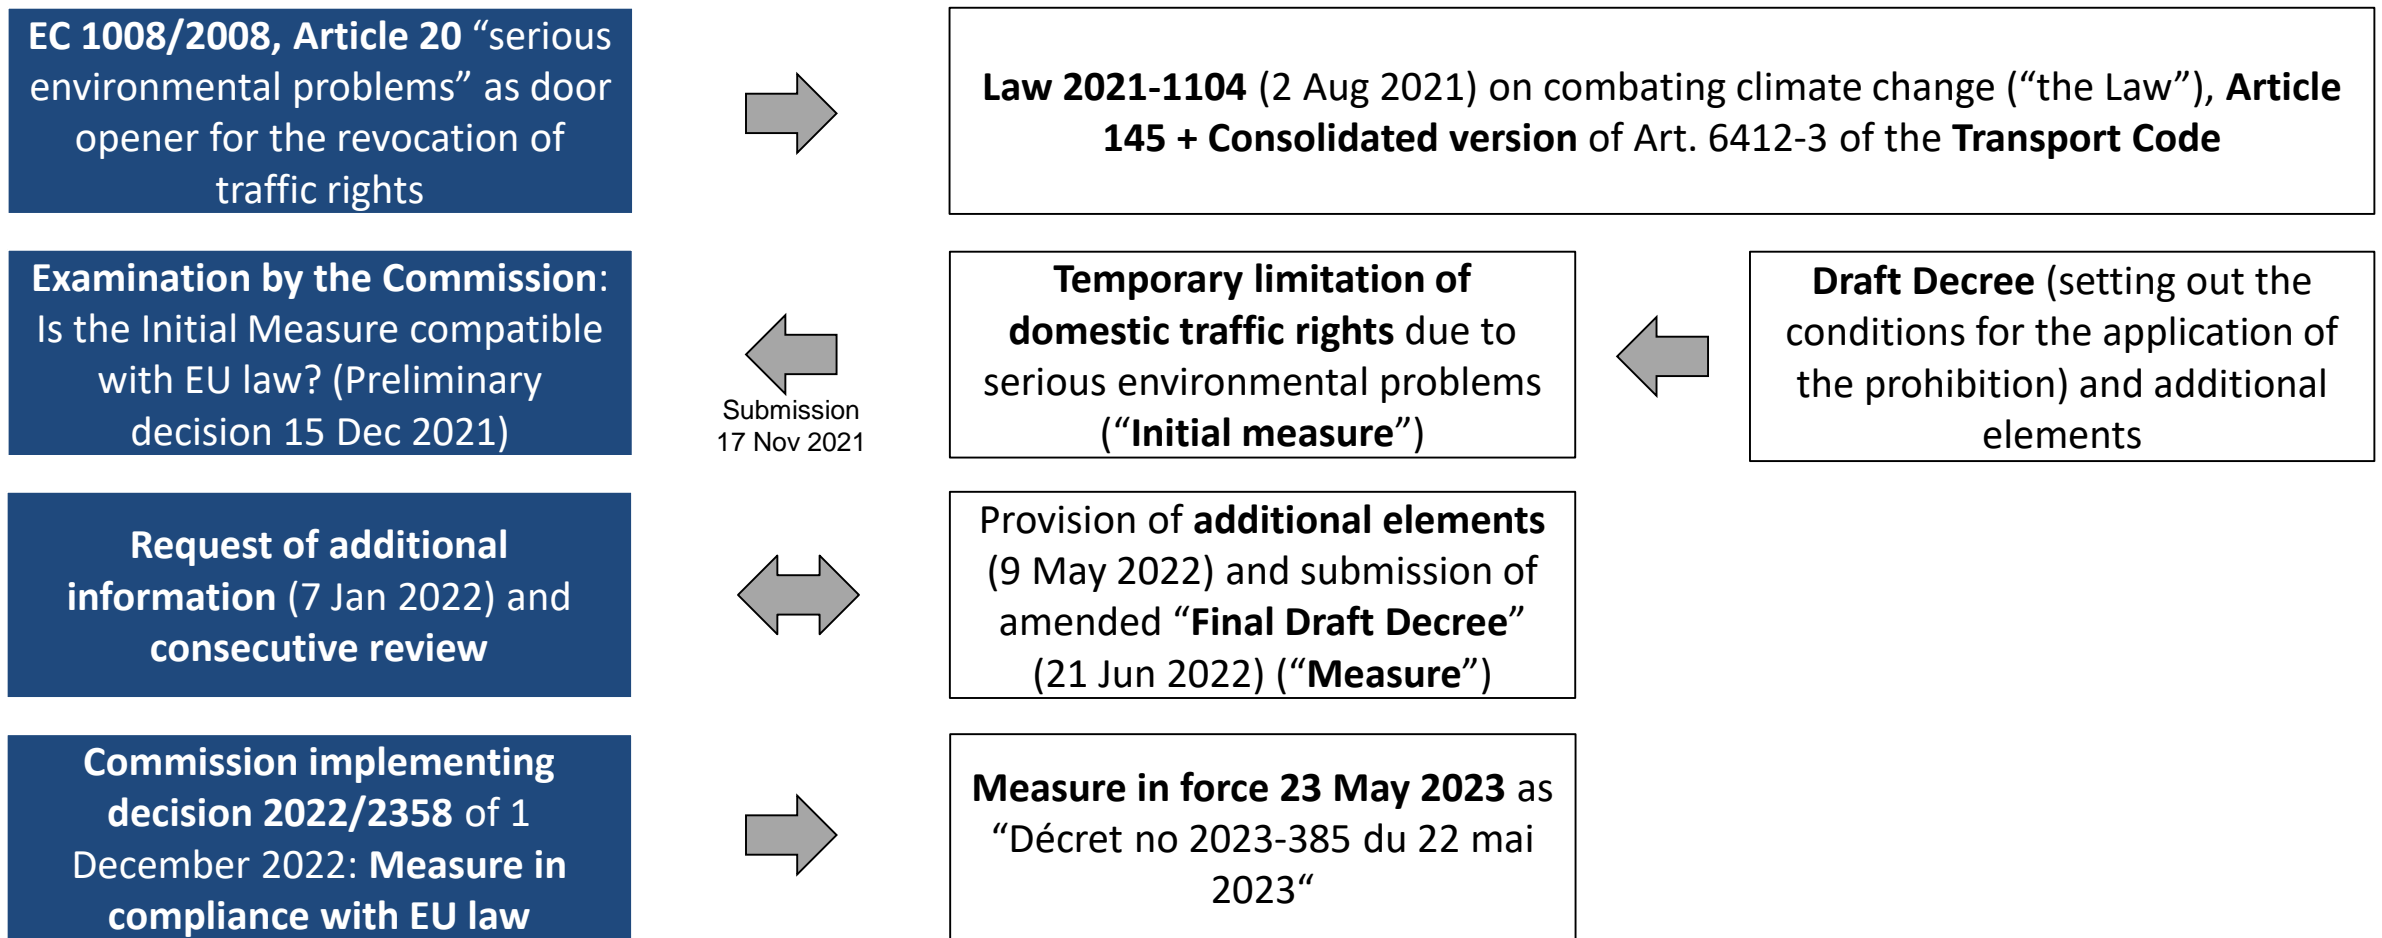 EC 1008/2008, Article 20 “serious
environmental problems” as door
opener for the revocation of
traffic rights
Law 2021-1104 (2 Aug 2021) on combating climate change (“the Law”), Article
145 + Consolidated version of Art. 6412-3 of the Transport Code
Examination by the Commission:
Is the Initial Measure compatible
with EU law? (Preliminary
decision 15 Dec 2021)
Submission
17 Nov 2021
Temporary limitation of
domestic traffic rights due to
serious environmental problems
(“Initial measure”)
Draft Decree (setting out the
conditions for the application of
the prohibition) and additional
elements
Request of additional
information (7 Jan 2022) and
consecutive review
Provision of additional elements
(9 May 2022) and submission of
amended “Final Draft Decree”
(21 Jun 2022) (“Measure”)
Commission implementing
decision 2022/2358 of 1
December 2022: Measure in
compliance with EU law
Measure in force 23 May 2023 as
“Décret no 2023-385 du 22 mai
2023“